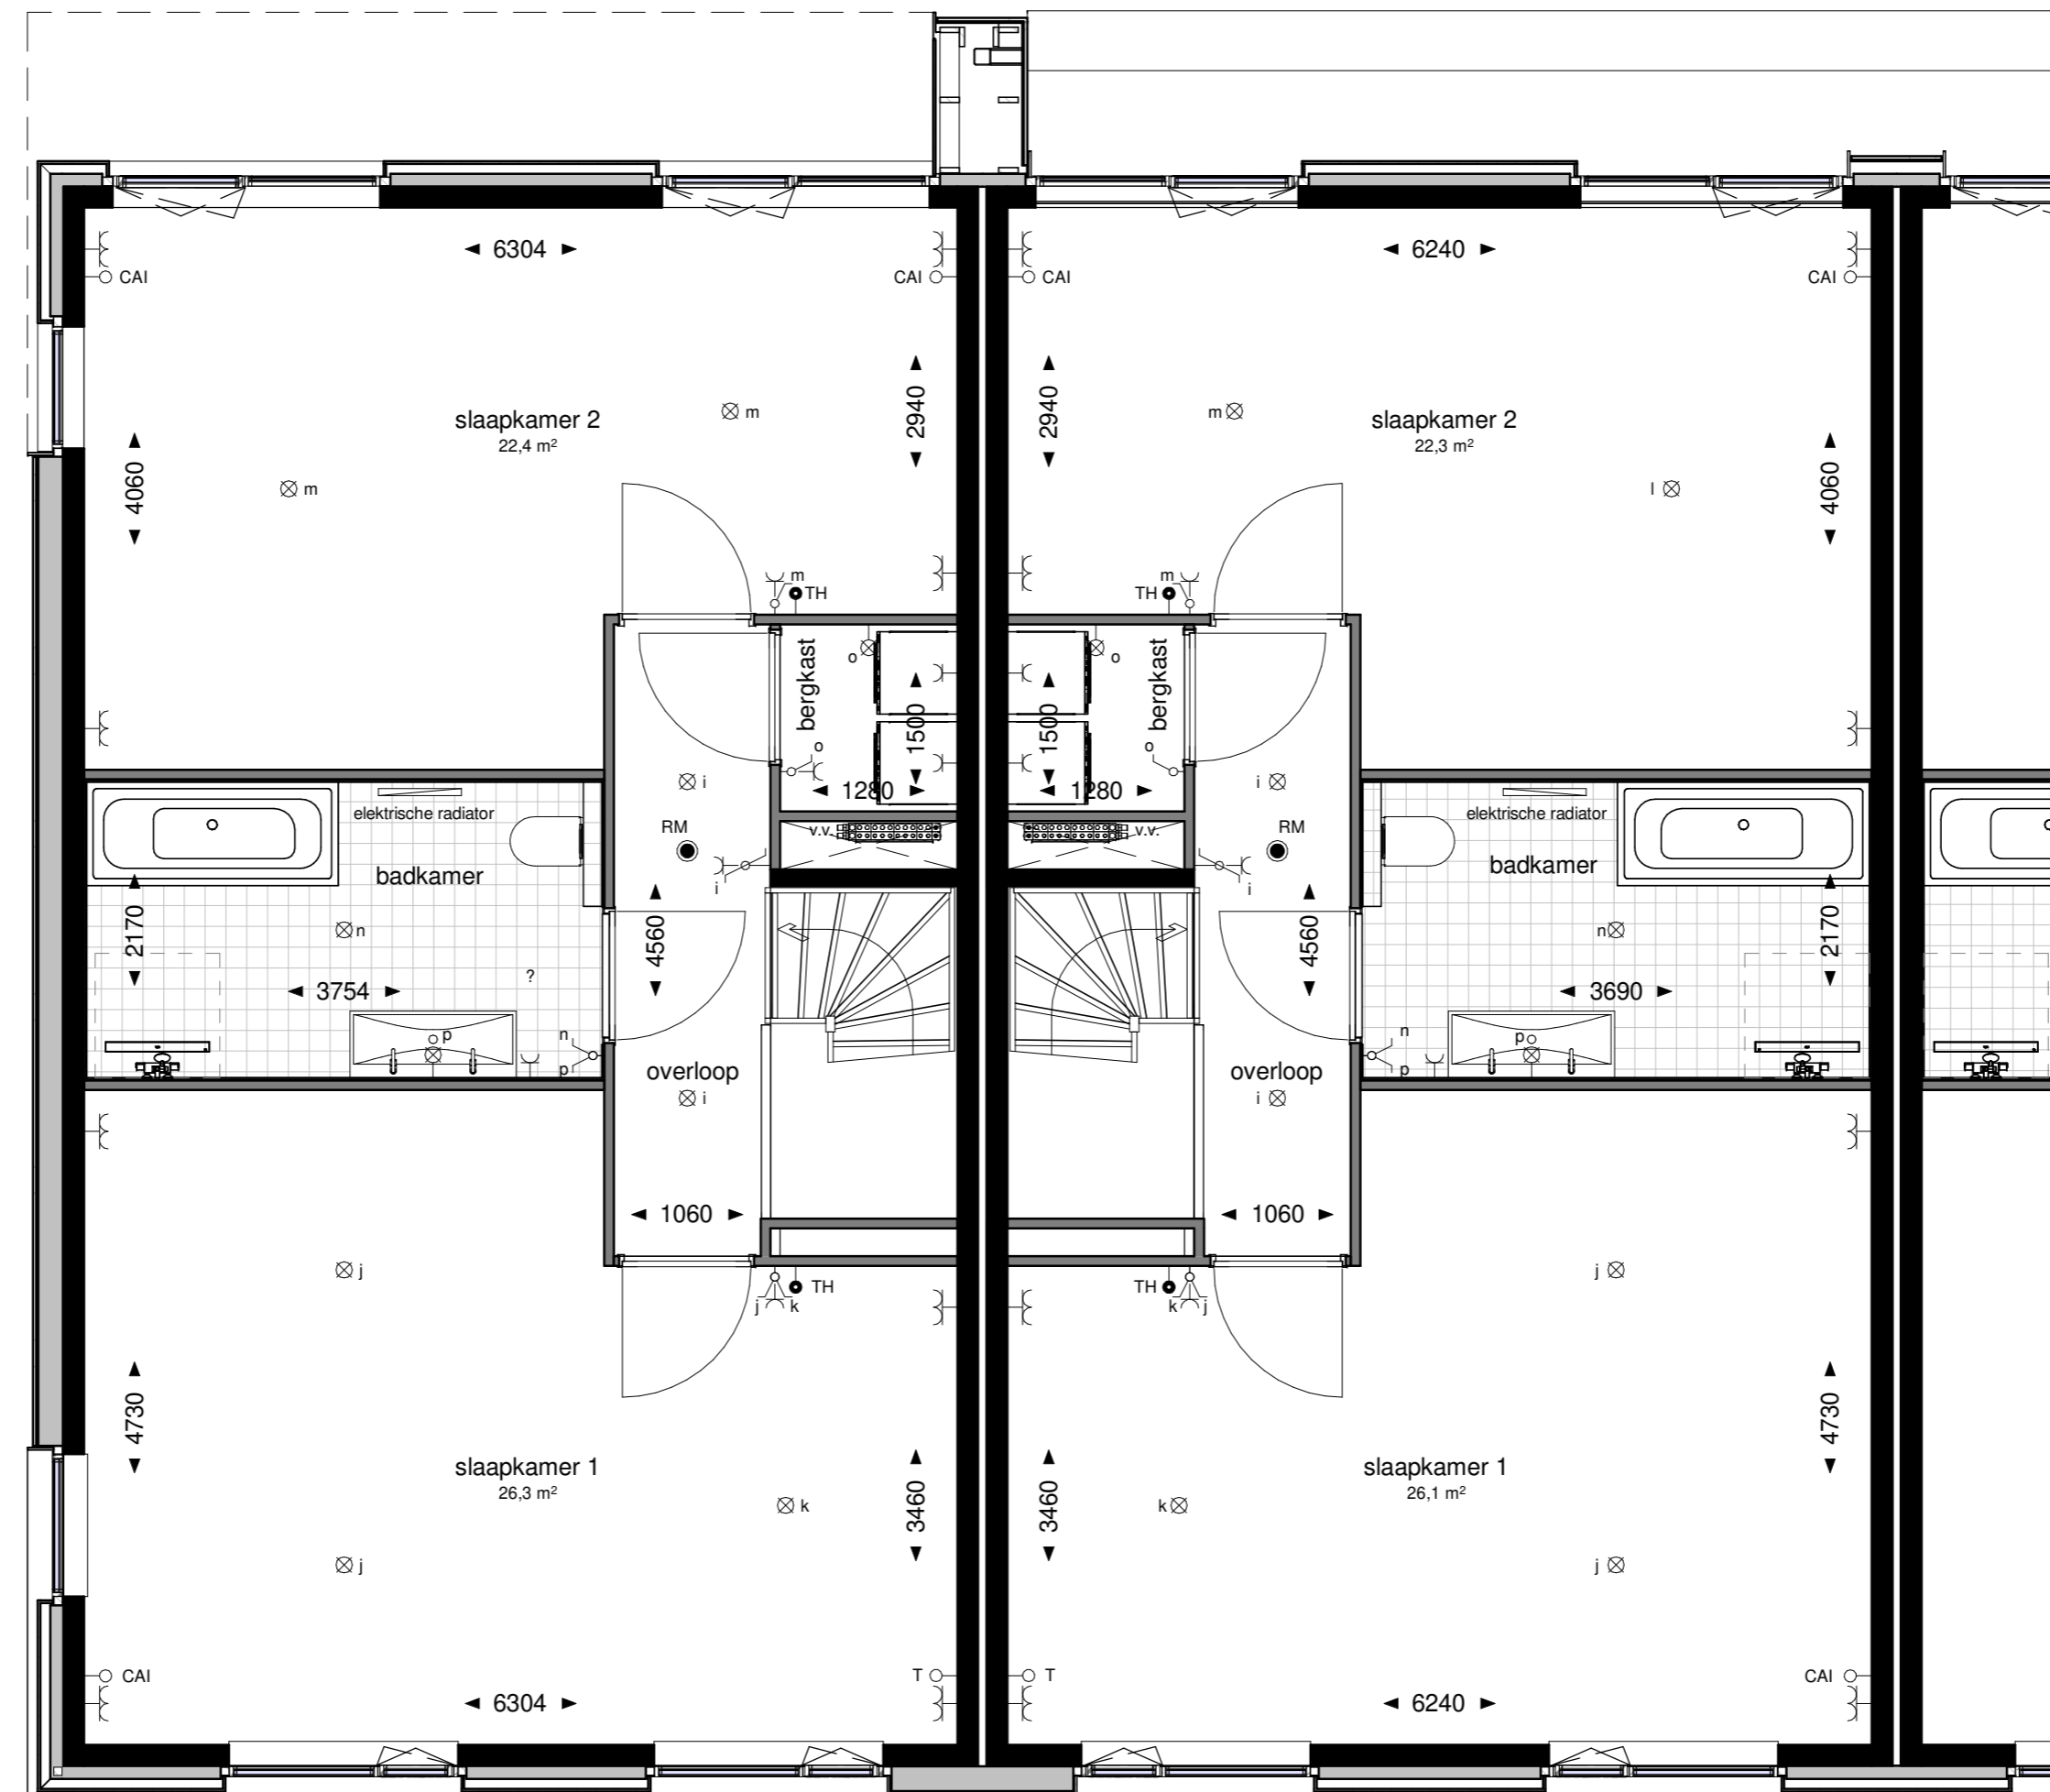 6304
6240
CAI
CAI
CAI
CAI
2940
2940
m
m
slaapkamer 2
22,4 m²
slaapkamer 2
22,3 m²
4060
4060
m
l
m
TH
m
TH
bergkast
bergkast
o
o
1500
1500
o
o
i
i
1280
1280
elektrische radiator
elektrische radiator
RM
v.v.
v.v.
RM
badkamer
badkamer
i
i
2170
n
4560
4560
n
2170
?
3754
3690
n
p
p
n
p
p
overloop
overloop
i
i
1060
1060
j
j
TH
TH
j
k
k
j
4730
4730
slaapkamer 1
26,3 m²
slaapkamer 1
26,1 m²
3460
3460
k
k
j
j
CAI
T
T
CAI
6304
6240